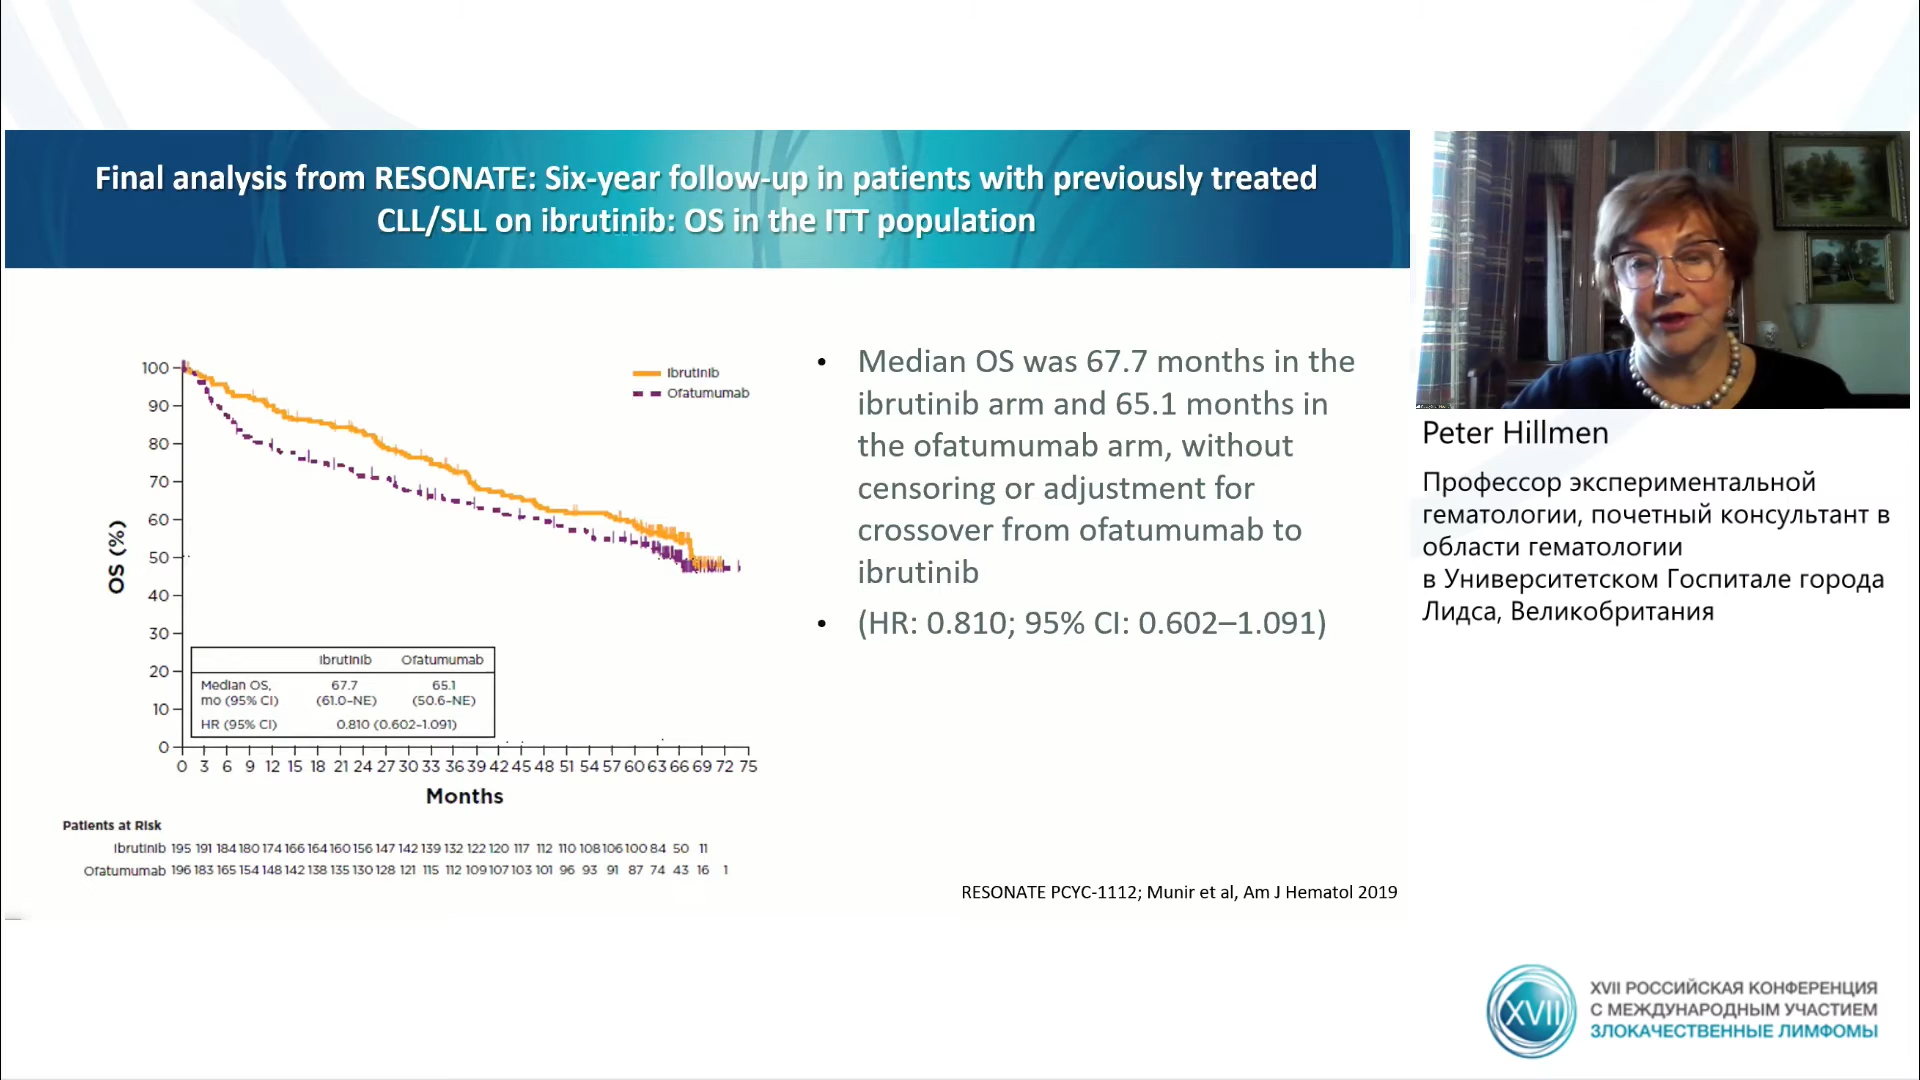 Final analysis from RESONATE: Six-year follow-up in patients with previously treated
CLL/SLL on ibrutinib: OS in the ITT population
100
90
80
70
60
50
40
30
20
10
0
OS (%)
Ibrutinib
Ofatumumab
Ibrutinib Ofatumumab
Median OS, 67.7 65.1
mo (95% CI) (61.0–NE) (50.6–NE)
HR (95% CI) 0.810 (0.602–1.091)
0 3 6 9 12 15 18 21 24 27 30 33 36 39 42 45 48 51 54 57 60 63 66 69 72 75
Months
Patients at Risk
Ibrutinib 195 191 184 180 174 166 164 160 156 147 142 139 132 122 120 117 112 110 108 106 100 84 50 11
Ofatumumab 196 183 165 154 148 142 138 135 130 128 121 115 112 109 107 103 101 96 93 91 87 74 43 16 1
• Median OS was 67.7 months in the
ibrutinib arm and 65.1 months in
the ofatumumab arm, without
censoring or adjustment for
crossover from ofatumumab to
ibrutinib
• (HR: 0.810; 95% CI: 0.602–1.091)
RESONATE PCYC-1112; Munir et al, Am J Hematol 2019
Peter Hillmen
Профессор экспериментальной
гематологии, почетный консультант в
области гематологии
в Университетском Госпитале города
Лидса, Великобритания
XVII
XVII РОССИЙСКАЯ КОНФЕРЕНЦИЯ
С МЕЖДУНАРОДНЫМ УЧАСТИЕМ
ЗЛОКАЧЕСТВЕННЫЕ ЛИМФОМЫ